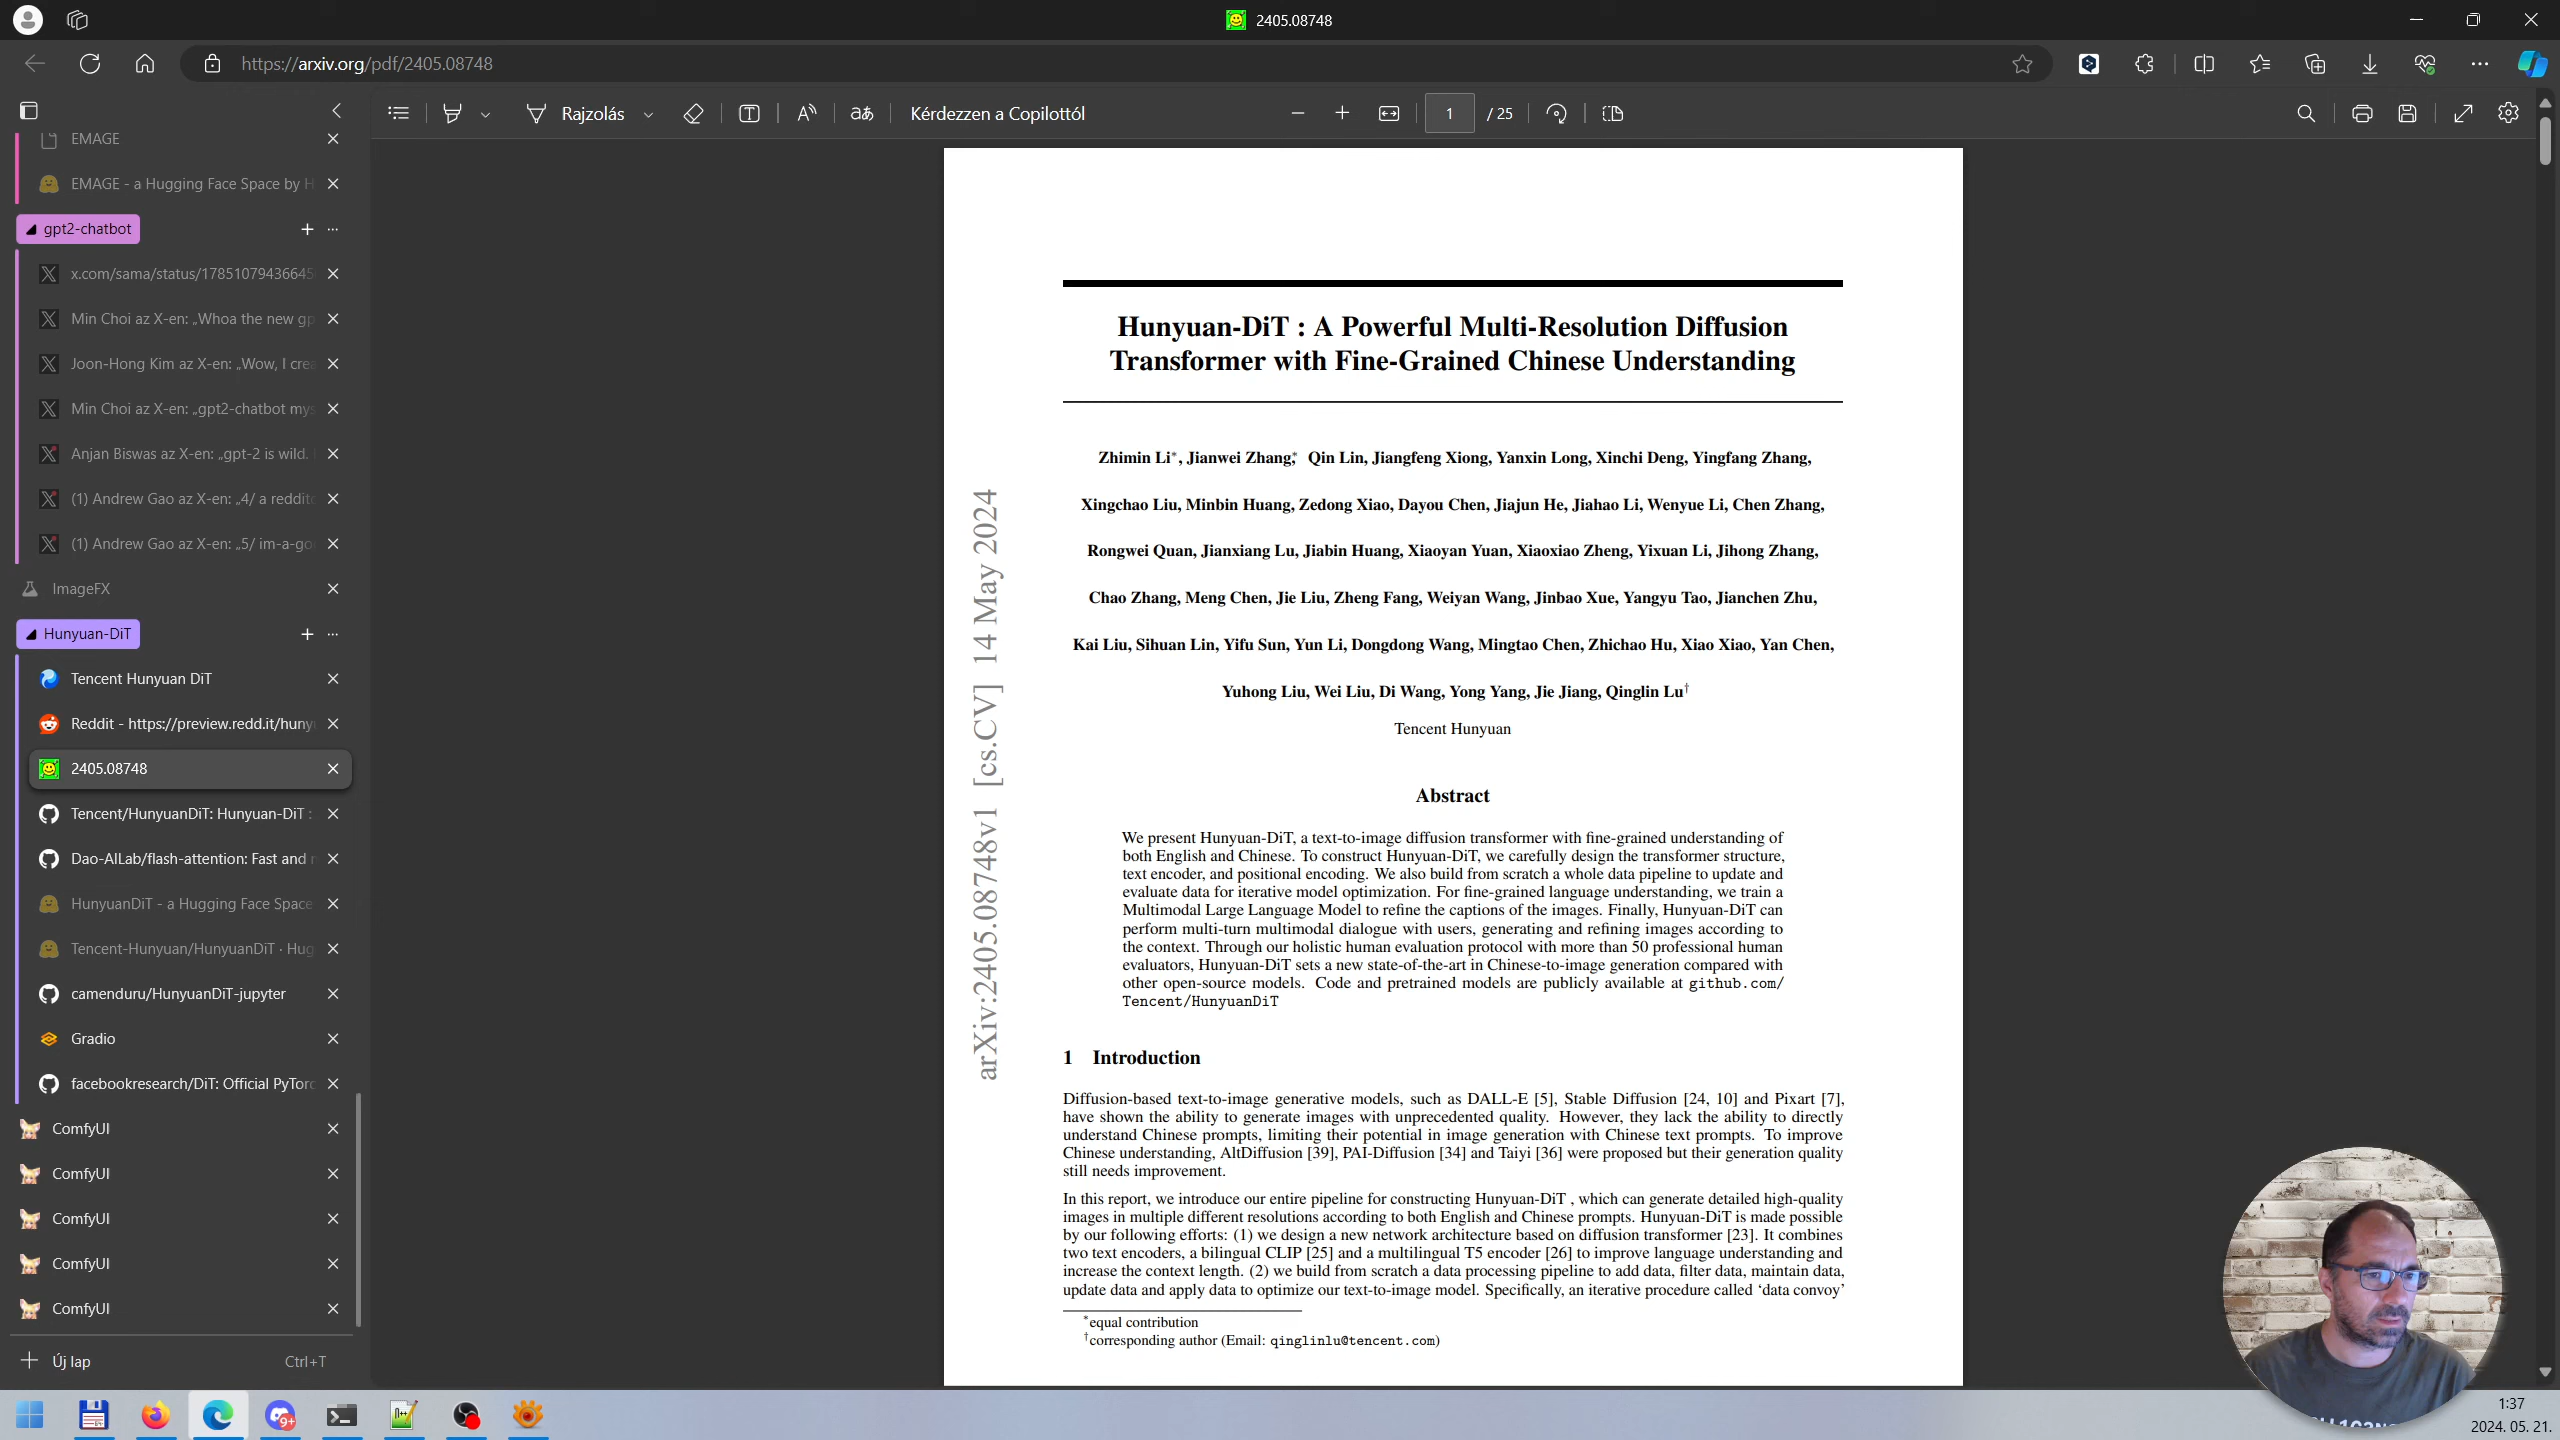 2405.08748
https://arxiv.org/pdf/2405.08748
Rajzolás
Kérdezzen a Copilottól
1 / 25
EMAGE
EMAGE - a Hugging Face Space by H
gpt2-chatbot
x.com/sama/status/17851079436645
Min Choi az X-en: „Whoa the new gp
Joon-Hong Kim az X-en: „Wow, I crea
Min Choi az X-en: „gpt2-chatbot mys
Anjan Biswas az X-en: „gpt-2 is wild.
(1) Andrew Gao az X-en: „4/ a reddito
(1) Andrew Gao az X-en: „5/ im-a-go
ImageFX
Hunyuan-DiT
Tencent Hunyuan DiT
Reddit - https://preview.redd.it/huny
2405.08748
Tencent/HunyuanDiT: Hunyuan-DiT :
Dao-AILab/flash-attention: Fast and
HunyuanDiT - a Hugging Face Space
Tencent-Hunyuan/HunyuanDiT · Hug
camenduru/HunyuanDiT-jupyter
Gradio
facebookresearch/DiT: Official PyTorc
ComfyUI
ComfyUI
ComfyUI
ComfyUI
ComfyUI
Új lap Ctrl+T
arXiv:2405.08748v1 [cs.CV] 14 May 2024
Hunyuan-DiT : A Powerful Multi-Resolution Diffusion
Transformer with Fine-Grained Chinese Understanding
Zhimin Li*, Jianwei Zhang,* Qin Lin, Jiangfeng Xiong, Yanxin Long, Xinchi Deng, Yingfang Zhang,
Xingchao Liu, Minbin Huang, Zedong Xiao, Dayou Chen, Jiajun He, Jiahao Li, Wenyue Li, Chen Zhang,
Rongwei Quan, Jianxiang Lu, Jiabin Huang, Xiaoyan Yuan, Xiaoxiao Zheng, Yixuan Li, Jihong Zhang,
Chao Zhang, Meng Chen, Jie Liu, Zheng Fang, Weiyan Wang, Jinbao Xue, Yangyu Tao, Jianchen Zhu,
Kai Liu, Sihuan Lin, Yifu Sun, Yun Li, Dongdong Wang, Mingtao Chen, Zhichao Hu, Xiao Xiao, Yan Chen,
Yuhong Liu, Wei Liu, Di Wang, Yong Yang, Jie Jiang, Qinglin Lu†
Tencent Hunyuan
Abstract
We present Hunyuan-DiT, a text-to-image diffusion transformer with fine-grained understanding of
both English and Chinese. To construct Hunyuan-DiT, we carefully design the transformer structure,
text encoder, and positional encoding. We also build from scratch a whole data pipeline to update and
evaluate data for iterative model optimization. For fine-grained language understanding, we train a
Multimodal Large Language Model to refine the captions of the images. Finally, Hunyuan-DiT can
perform multi-turn multimodal dialogue with users, generating and refining images according to
the context. Through our holistic human evaluation protocol with more than 50 professional human
evaluators, Hunyuan-DiT sets a new state-of-the-art in Chinese-to-image generation compared with
other open-source models. Code and pretrained models are publicly available at github.com/
Tencent/HunyuanDiT
1 Introduction
Diffusion-based text-to-image generative models, such as DALL-E [5], Stable Diffusion [24, 10] and Pixart [7],
have shown the ability to generate images with unprecedented quality. However, they lack the ability to directly
understand Chinese prompts, limiting their potential in image generation with Chinese text prompts. To improve
Chinese understanding, AltDiffusion [39], PAI-Diffusion [34] and Taiyi [36] were proposed but their generation quality
still needs improvement.
In this report, we introduce our entire pipeline for constructing Hunyuan-DiT , which can generate detailed high-quality
images in multiple different resolutions according to both English and Chinese prompts. Hunyuan-DiT is made possible
by our following efforts: (1) we design a new network architecture based on diffusion transformer [23]. It combines
two text encoders, a bilingual CLIP [25] and a multilingual T5 encoder [26] to improve language understanding and
increase the context length. (2) we build from scratch a data processing pipeline to add data, filter data, maintain data,
update data and apply data to optimize our text-to-image model. Specifically, an iterative procedure called ‘data convoy’
*equal contribution
†corresponding author (Email: qinglinlu@tencent.com)
9+
1:37
2024. 05. 21.